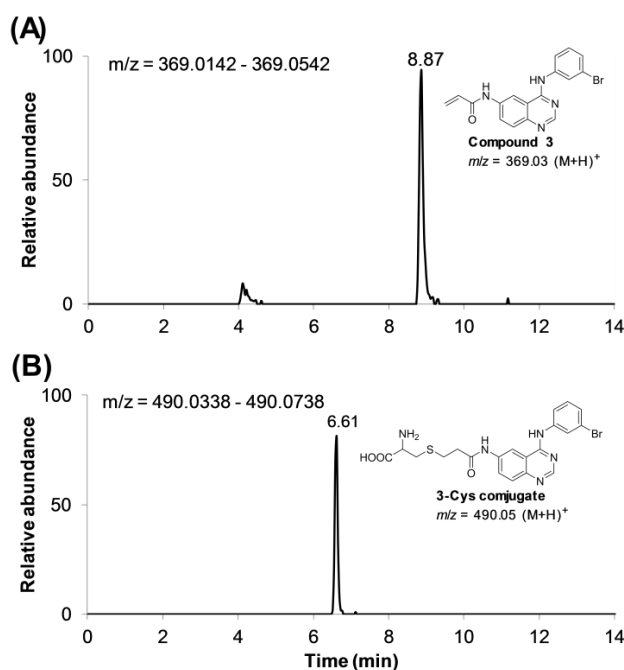 (A)
m/z = 369.0142 - 369.0542
8.87
Relative abundance
100
50
0
0 2 4 6 8 10 12 14
HN
Br
H
N
O
N
N
Compound 3
m/z = 369.03 (M+H)+
(B)
m/z = 490.0338 - 490.0738
6.61
Relative abundance
100
50
0
0 2 4 6 8 10 12 14
Time (min)
HN
Br
NH2
HOOC
S
H
N
O
N
N
3-Cys comjugate
m/z = 490.05 (M+H)+